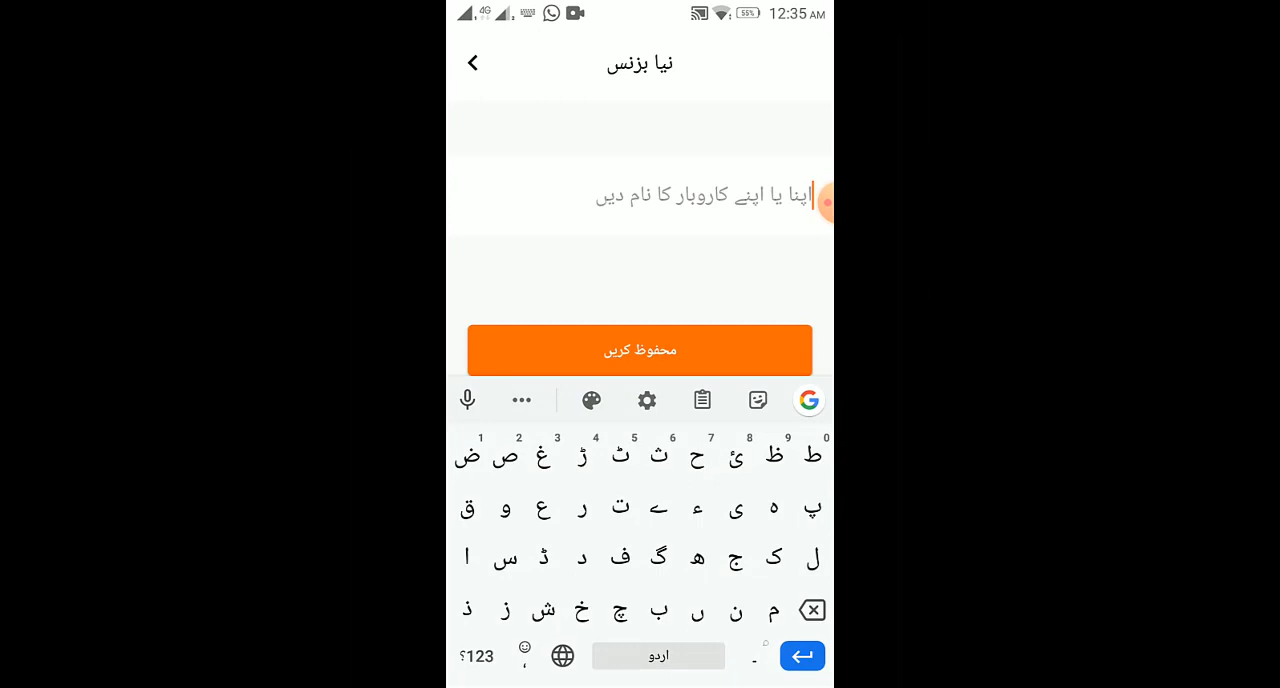 4G 55% 12:35 AM
نیا بزنس
اپنا یا اپنے کاروبار کا نام دیں
محفوظ کریں
1 2 3 4 5 6 7 8 9 0
ض ص غ ڑ ٹ ث ح ئ ظ ط
ق و ع ر ت ے ء ی ہ پ
ا س ڈ د ف گ ھ ج ک ل
ذ ز ش خ چ ب ں ن م
؟123 ، اردو ۔